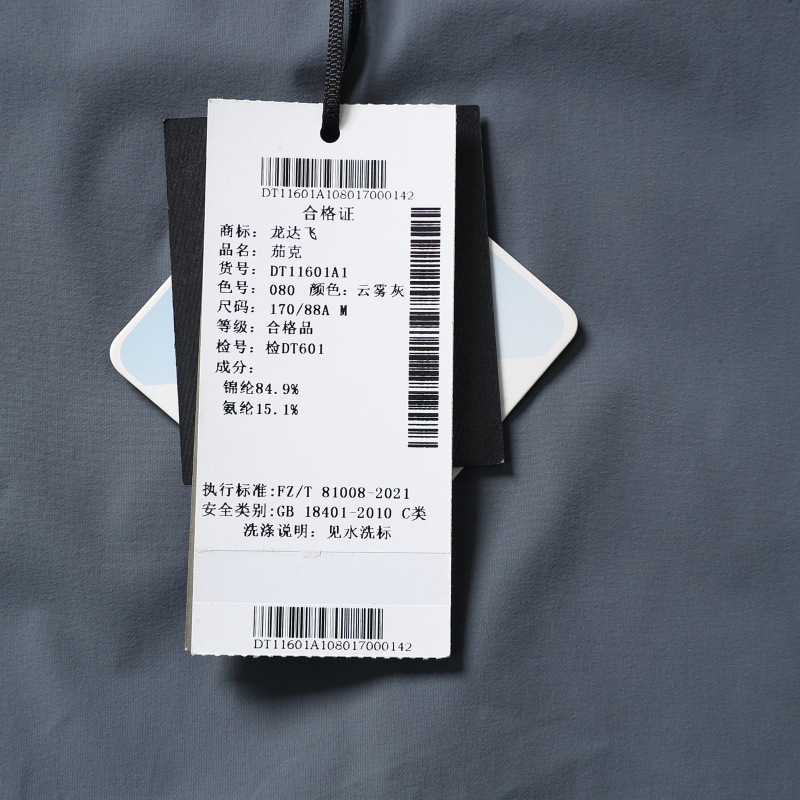 DT11601A108017000142
合格证
商标：龙达飞
品名：茄克
货号：DT11601A1
色号：080 颜色：云雾灰
尺码：170/88A M
等级：合格品
检号：检DT601
成分：
锦纶84.9%
氨纶15.1%
执行标准:FZ/T 81008-2021
安全类别:GB 18401-2010 C类
洗涤说明：见水洗标
DT11601A108017000142